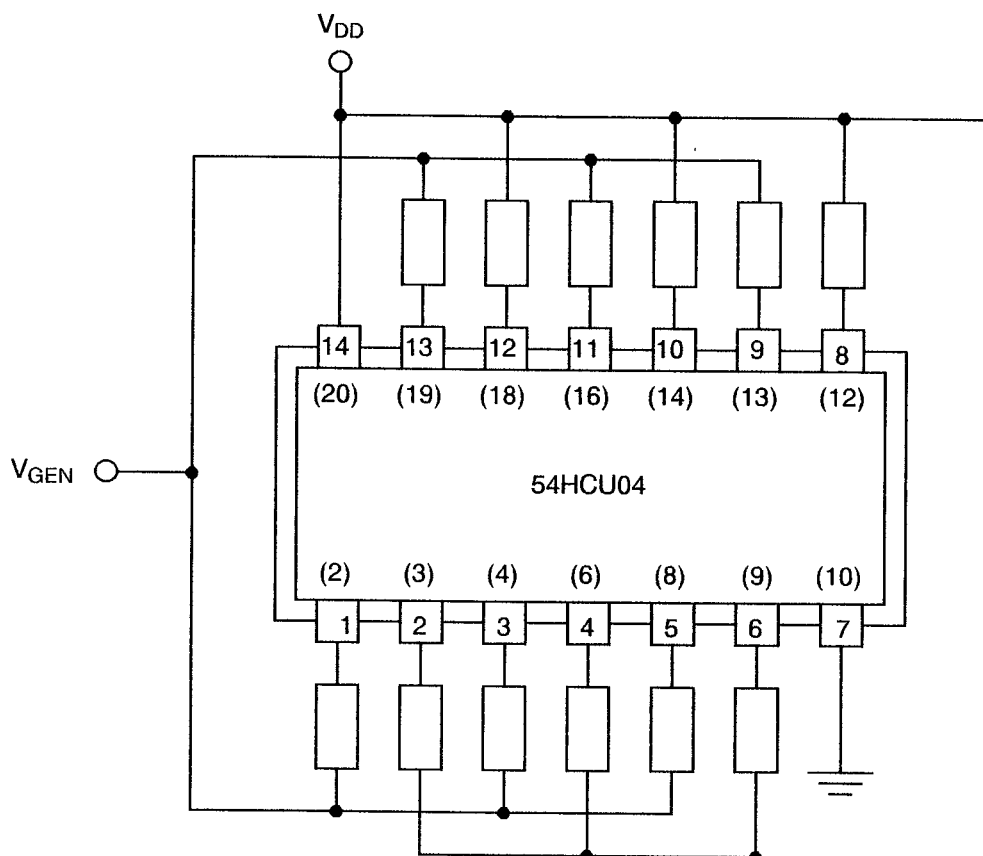 VDD
14 13 12 11 10 9 8
(20) (19) (18) (16) (14) (13) (12)
VGEN
54HCU04
(2) (3) (4) (6) (8) (9) (10)
1 2 3 4 5 6 7